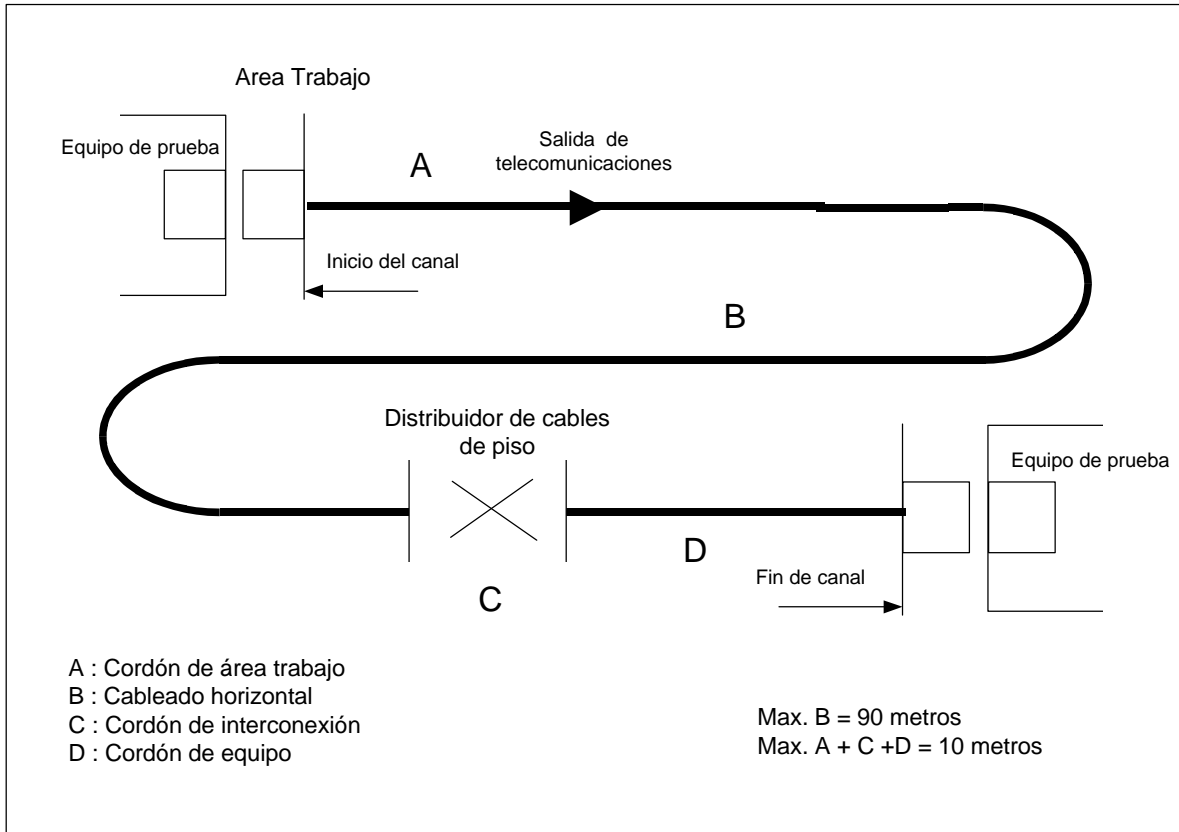 Area Trabajo
Equipo de prueba
A
Salida de
telecomunicaciones
Inicio del canal
B
Distribuidor de cables
de piso
Equipo de prueba
D
Fin de canal
C
A : Cordón de área trabajo
B : Cableado horizontal
C : Cordón de interconexión
D : Cordón de equipo
Max. B = 90 metros
Max. A + C +D = 10 metros